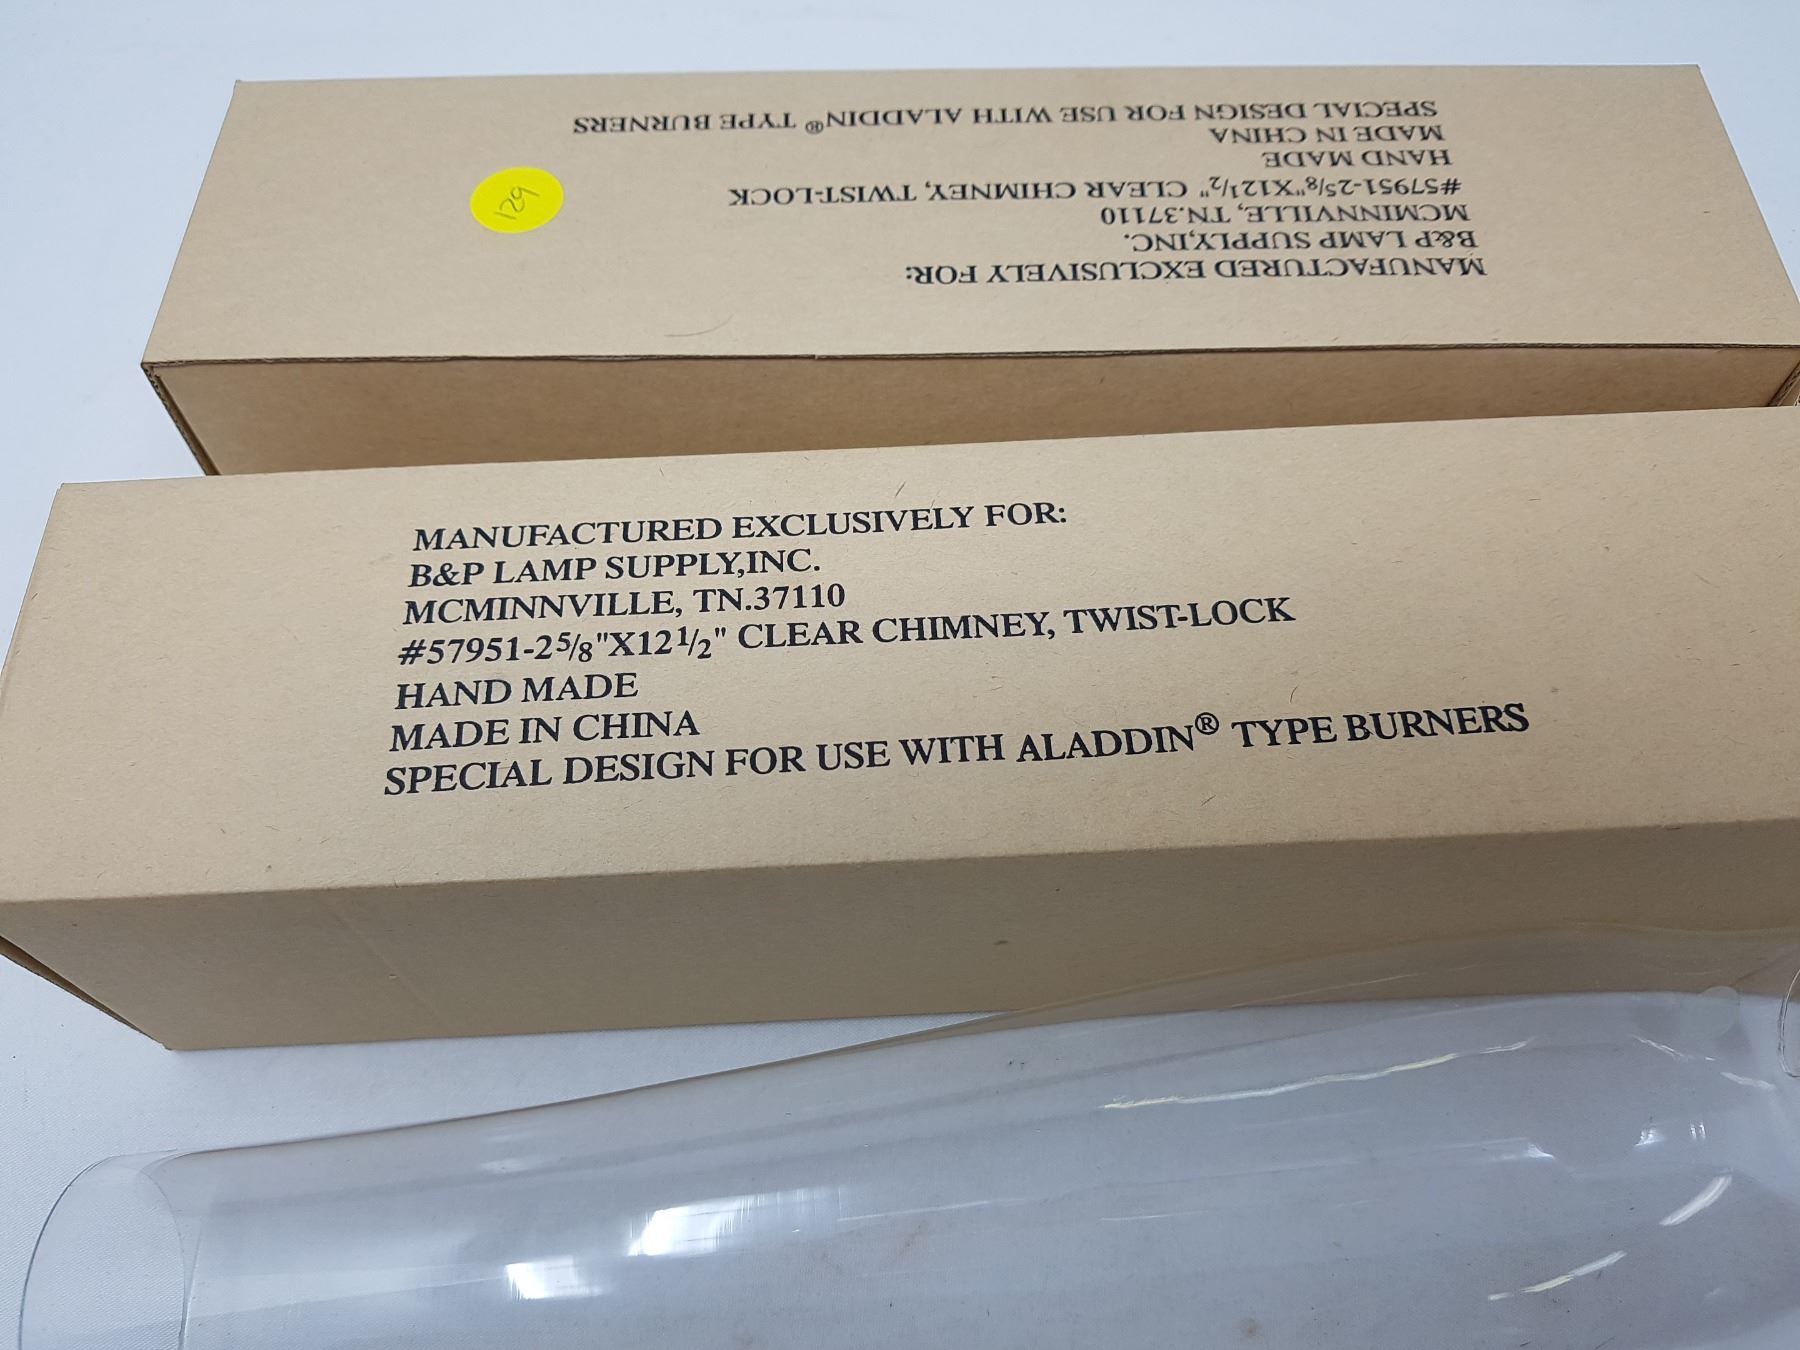 MANUFACTURED EXCLUSIVELY FOR:
B&P LAMP SUPPLY,INC.
MCMINNVILLE, TN.37110
#57951-2⅝"X12½" CLEAR CHIMNEY, TWIST-LOCK
HAND MADE
MADE IN CHINA
SPECIAL DESIGN FOR USE WITH ALADDIN® TYPE BURNERS
129
MANUFACTURED EXCLUSIVELY FOR:
B&P LAMP SUPPLY,INC.
MCMINNVILLE, TN.37110
#57951-2⅝"X12½" CLEAR CHIMNEY, TWIST-LOCK
HAND MADE
MADE IN CHINA
SPECIAL DESIGN FOR USE WITH ALADDIN® TYPE BURNERS